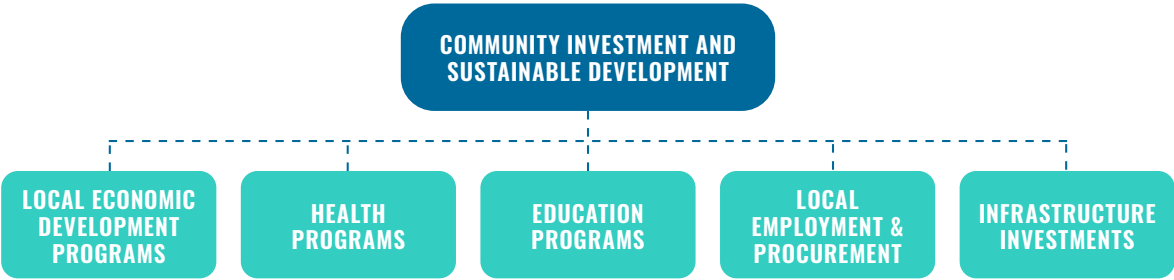 COMMUNITY INVESTMENT AND
SUSTAINABLE DEVELOPMENT
LOCAL ECONOMIC
DEVELOPMENT
PROGRAMS
HEALTH
PROGRAMS
EDUCATION
PROGRAMS
LOCAL
EMPLOYMENT &
PROCUREMENT
INFRASTRUCTURE
INVESTMENTS